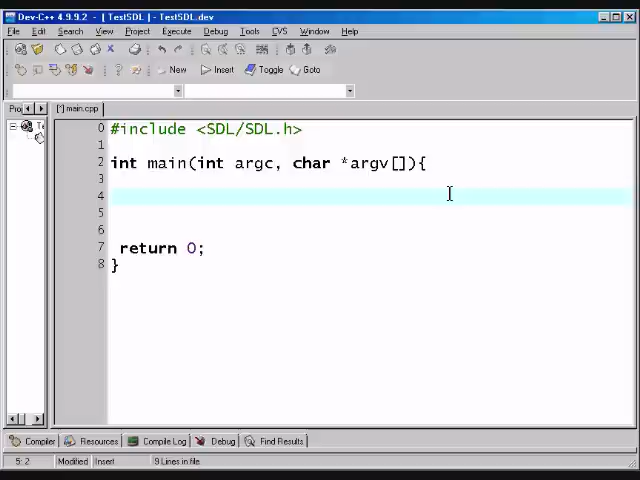 Dev-C++ 4.9.9.2 - [ TestSDL ] - TestSDL.dev
File Edit Search View Project Execute Debug Tools CVS Window Help
New Insert Toggle Goto
[*] main.cpp
0 #include <SDL/SDL.h>
1
2 int main(int argc, char *argv[]){
3
4
5
6
7 return 0;
8 }
Compiler Resources Compile Log Debug Find Results
5: 2 Modified Insert 9 Lines in file